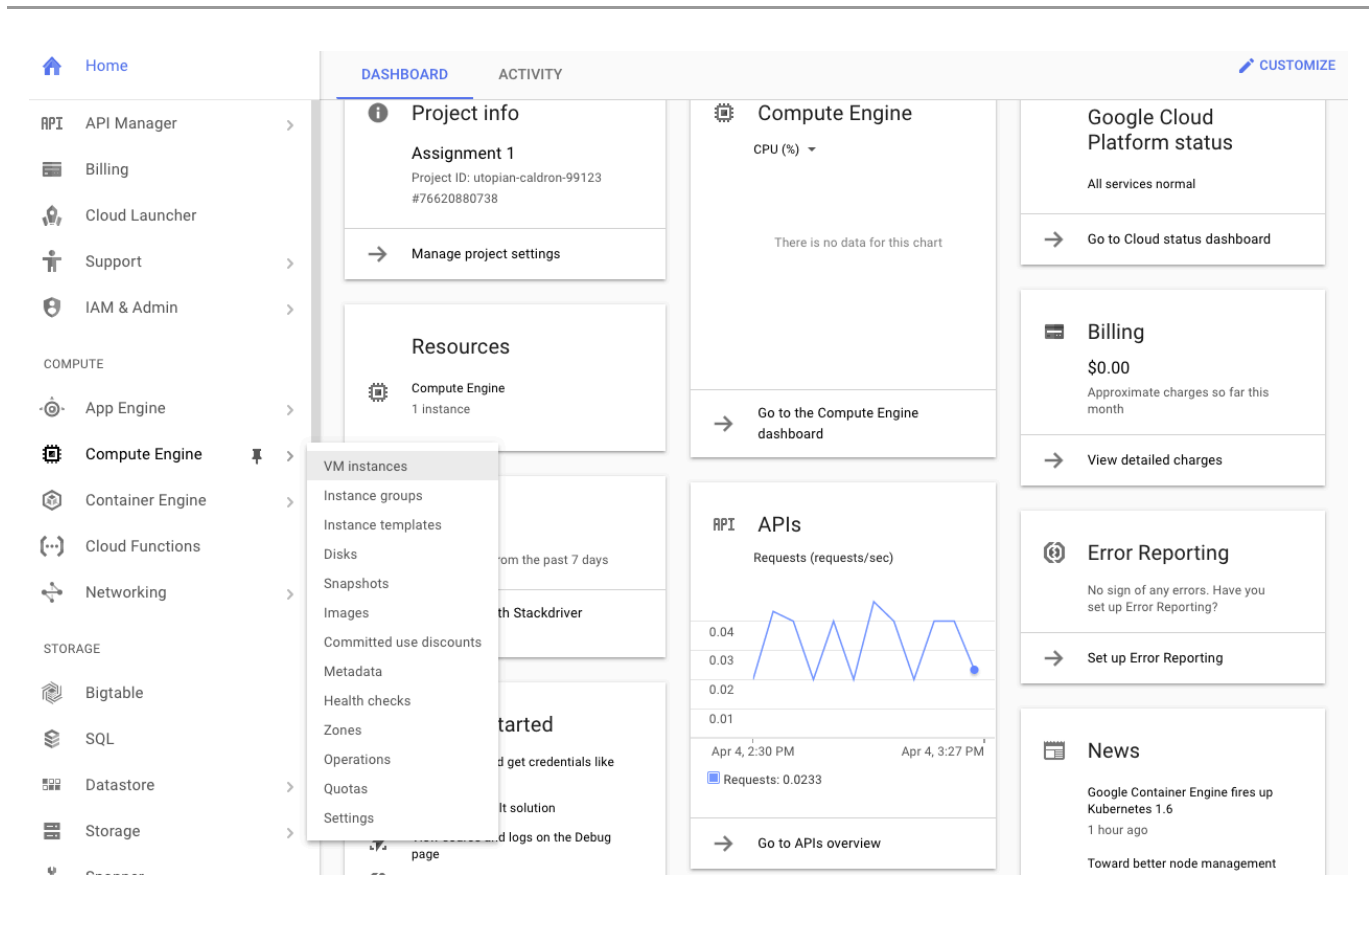 Home
API API Manager
Billing
Cloud Launcher
Support
IAM & Admin
COMPUTE
App Engine
Compute Engine
Container Engine
Cloud Functions
Networking
STORAGE
Bigtable
SQL
Datastore
Storage
VM instances
Instance groups
Instance templates
Disks
Snapshots
Images
Committed use discounts
Metadata
Health checks
Zones
Operations
Quotas
Settings
DASHBOARD ACTIVITY
CUSTOMIZE
Project info
Assignment 1
Project ID: utopian-caldron-99123
#76620880738
Manage project settings
Resources
Compute Engine
1 instance
the past 7 days
Stackdriver
get credentials like
solution
logs on the Debug
page
Compute Engine
CPU (%)
There is no data for this chart
Go to the Compute Engine
dashboard
API APIs
Requests (requests/sec)
0.04
0.03
0.02
0.01
Apr 4, 2:30 PM Apr 4, 3:27 PM
Requests: 0.0233
Go to APIs overview
Google Cloud
Platform status
All services normal
Go to Cloud status dashboard
Billing
$0.00
Approximate charges so far this
month
View detailed charges
Error Reporting
No sign of any errors. Have you
set up Error Reporting?
Set up Error Reporting
News
Google Container Engine fires up
Kubernetes 1.6
1 hour ago
Toward better node management